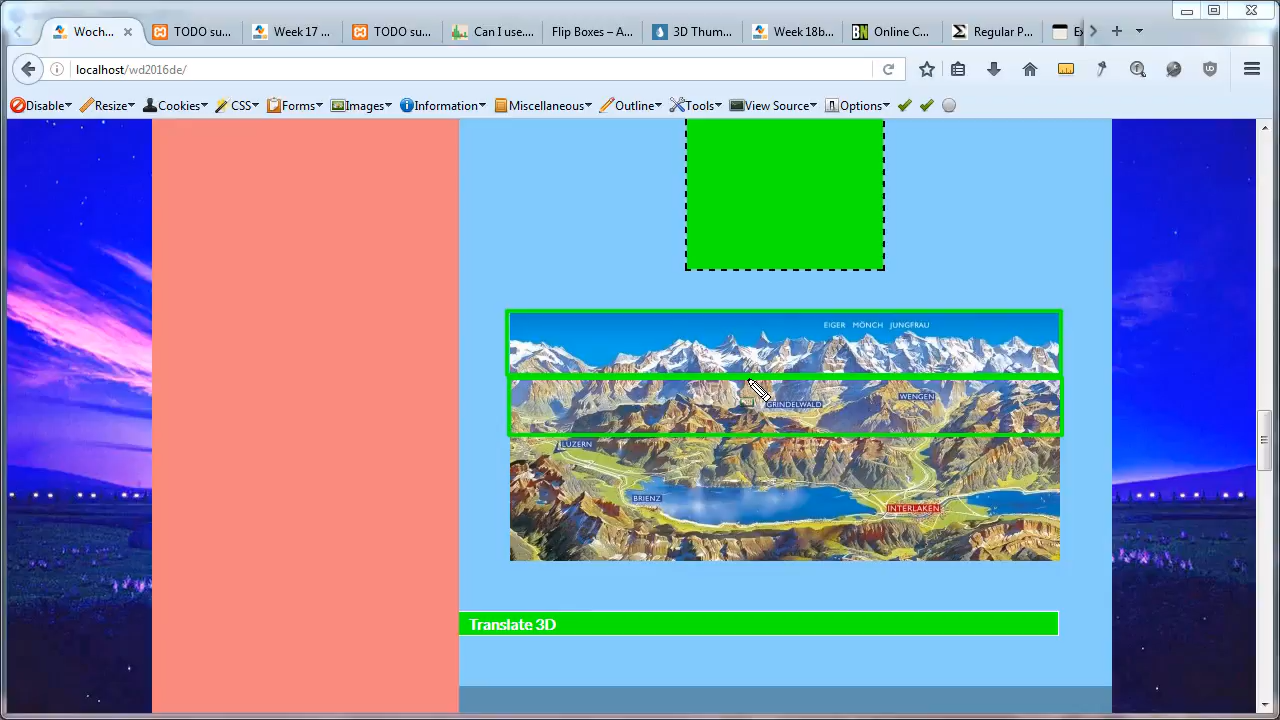 Woch...
TODO su...
Week 17 ...
TODO su...
Can I use....
Flip Boxes – A...
3D Thum...
Week 18b...
BN Online C...
Regular P...
localhost/wd2016de/
Disable Resize Cookies CSS Forms Images Information Miscellaneous Outline Tools View Source Options
EIGER MÖNCH JUNGFRAU
GRINDELWALD
WENGEN
LUZERN
BRIENZ
INTERLAKEN
Translate 3D